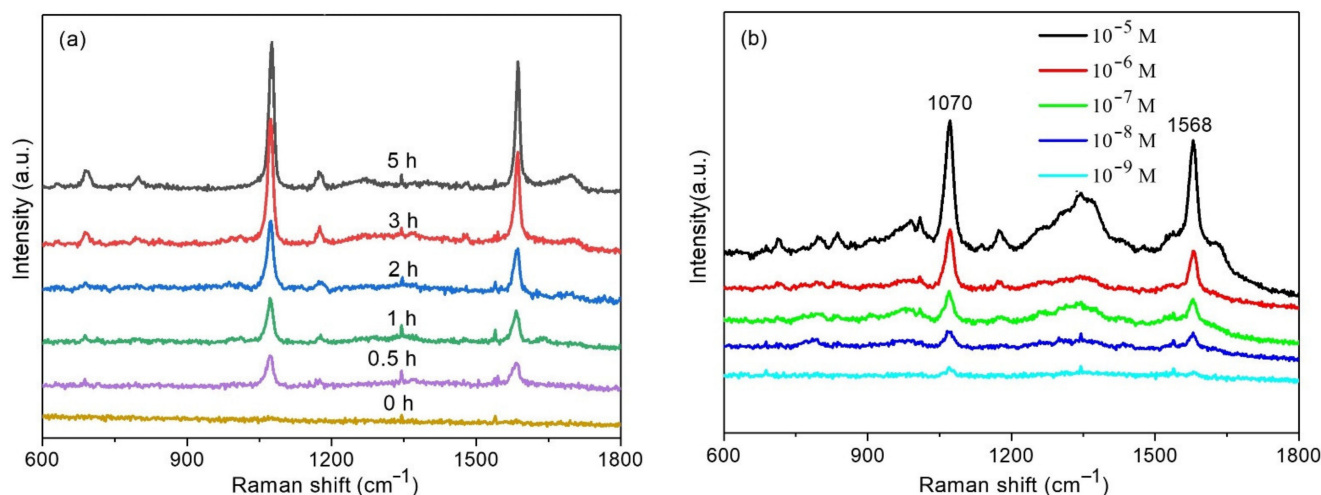 (a)
5 h
3 h
2 h
1 h
0.5 h
0 h
Intensity (a.u.)
600 900 1200 1500 1800
Raman shift (cm⁻¹)
(b)
10⁻⁵ M
10⁻⁶ M
10⁻⁷ M
10⁻⁸ M
10⁻⁹ M
1070
1568
Intensity(a.u.)
600 900 1200 1500 1800
Raman shift (cm⁻¹)